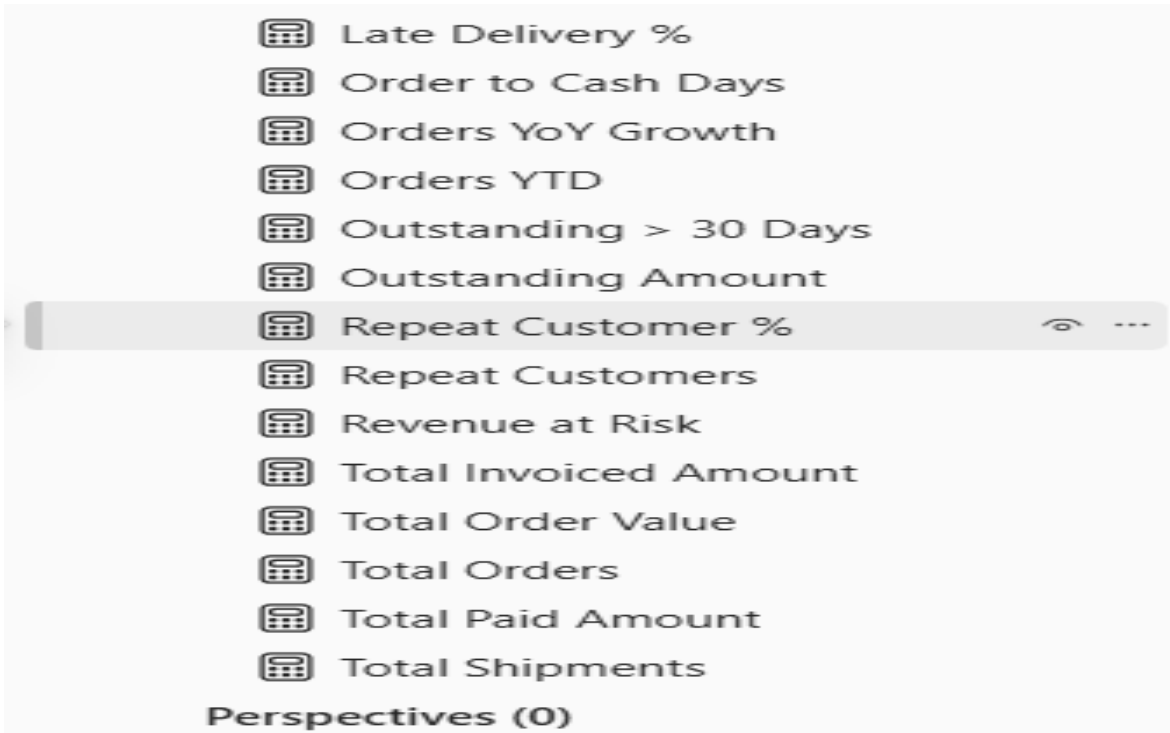 Late Delivery %
Order to Cash Days
Orders YoY Growth
Orders YTD
Outstanding > 30 Days
Outstanding Amount
Repeat Customer %
Repeat Customers
Revenue at Risk
Total Invoiced Amount
Total Order Value
Total Orders
Total Paid Amount
Total Shipments
Perspectives (0)